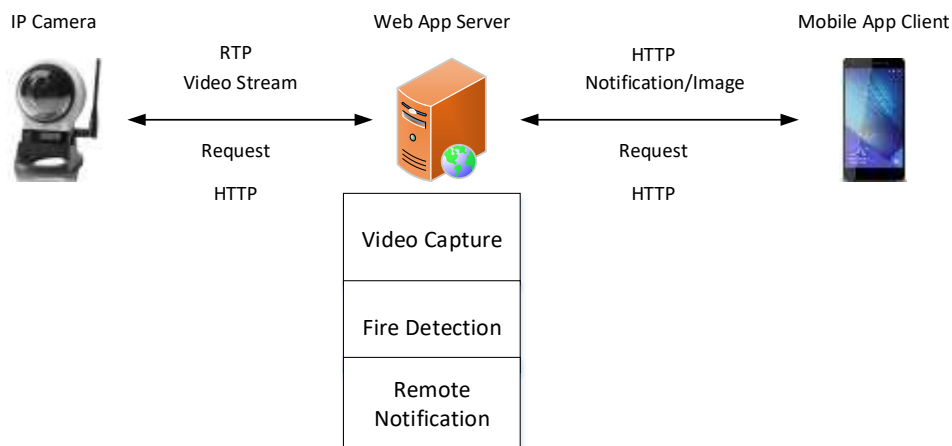 IP Camera
Web App Server
Mobile App Client
RTP
Video Stream
Request
HTTP
HTTP
Notification/Image
Request
HTTP
Video Capture
Fire Detection
Remote
Notification